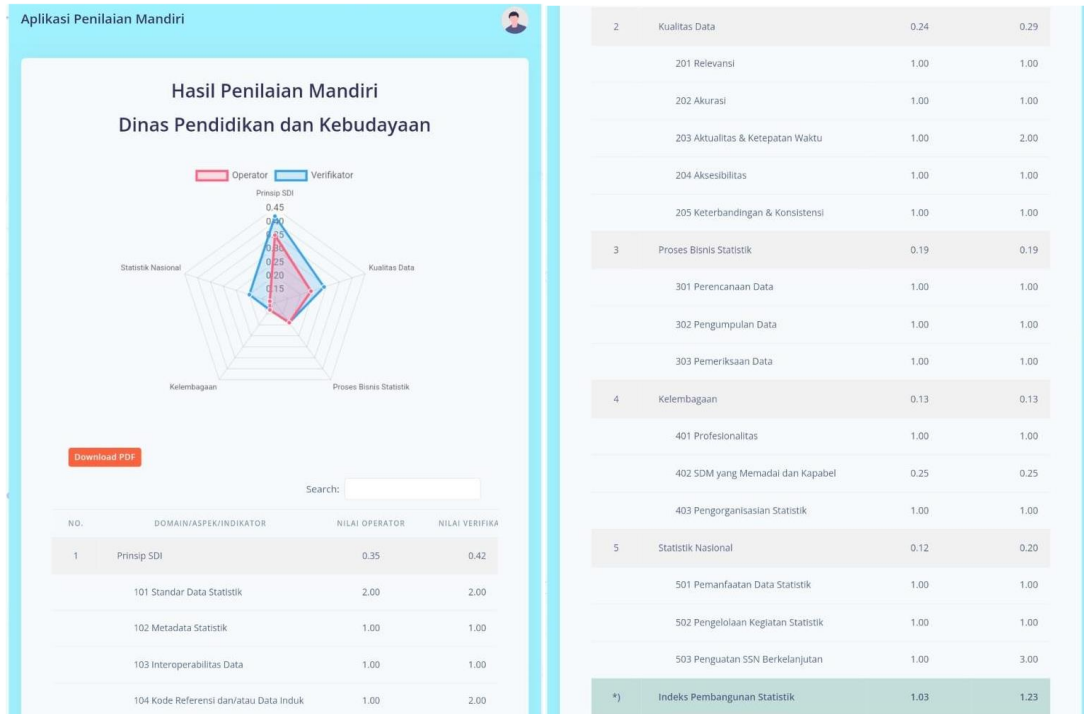 Aplikasi Penilaian Mandiri
Hasil Penilaian Mandiri
Dinas Pendidikan dan Kebudayaan
Operator Verifikator
Prinsip SDI
0.45
0.40
0.35
0.30
0.25
0.20
0.15
Statistik Nasional
Kualitas Data
Kelembagaan
Proses Bisnis Statistik
Download PDF
Search:
NO. DOMAIN/ASPEK/INDIKATOR NILAI OPERATOR NILAI VERIFIKA
1 Prinsip SDI 0.35 0.42
101 Standar Data Statistik 2.00 2.00
102 Metadata Statistik 1.00 1.00
103 Interoperabilitas Data 1.00 1.00
104 Kode Referensi dan/atau Data Induk 1.00 2.00
2 Kualitas Data 0.24 0.29
201 Relevansi 1.00 1.00
202 Akurasi 1.00 1.00
203 Aktualitas & Ketepatan Waktu 1.00 2.00
204 Aksesibilitas 1.00 1.00
205 Keterbandingan & Konsistensi 1.00 1.00
3 Proses Bisnis Statistik 0.19 0.19
301 Perencanaan Data 1.00 1.00
302 Pengumpulan Data 1.00 1.00
303 Pemeriksaan Data 1.00 1.00
4 Kelembagaan 0.13 0.13
401 Profesionalitas 1.00 1.00
402 SDM yang Memadai dan Kapabel 0.25 0.25
403 Pengorganisasian Statistik 1.00 1.00
5 Statistik Nasional 0.12 0.20
501 Pemanfaatan Data Statistik 1.00 1.00
502 Pengelolaan Kegiatan Statistik 1.00 1.00
503 Penguatan SSN Berkelanjutan 1.00 3.00
*) Indeks Pembangunan Statistik 1.03 1.23